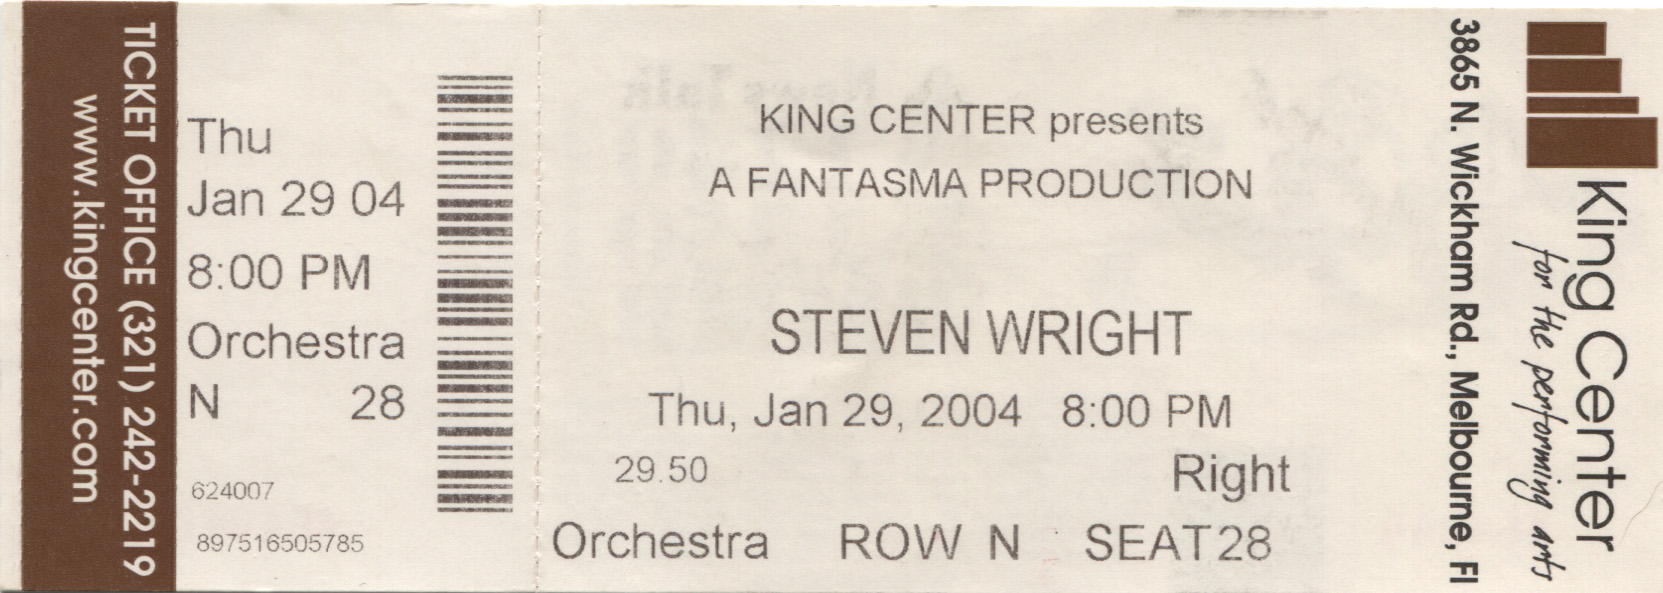 TICKET OFFICE (321) 242-2219
www.kingcenter.com
Thu
Jan 29 04
8:00 PM
Orchestra
N 28
624007
897516505785
KING CENTER presents
A FANTASMA PRODUCTION
STEVEN WRIGHT
Thu, Jan 29, 2004 8:00 PM
29.50
Right
Orchestra ROW N SEAT 28
King Center
for the performing arts
3865 N. Wickham Rd., Melbourne, Fl